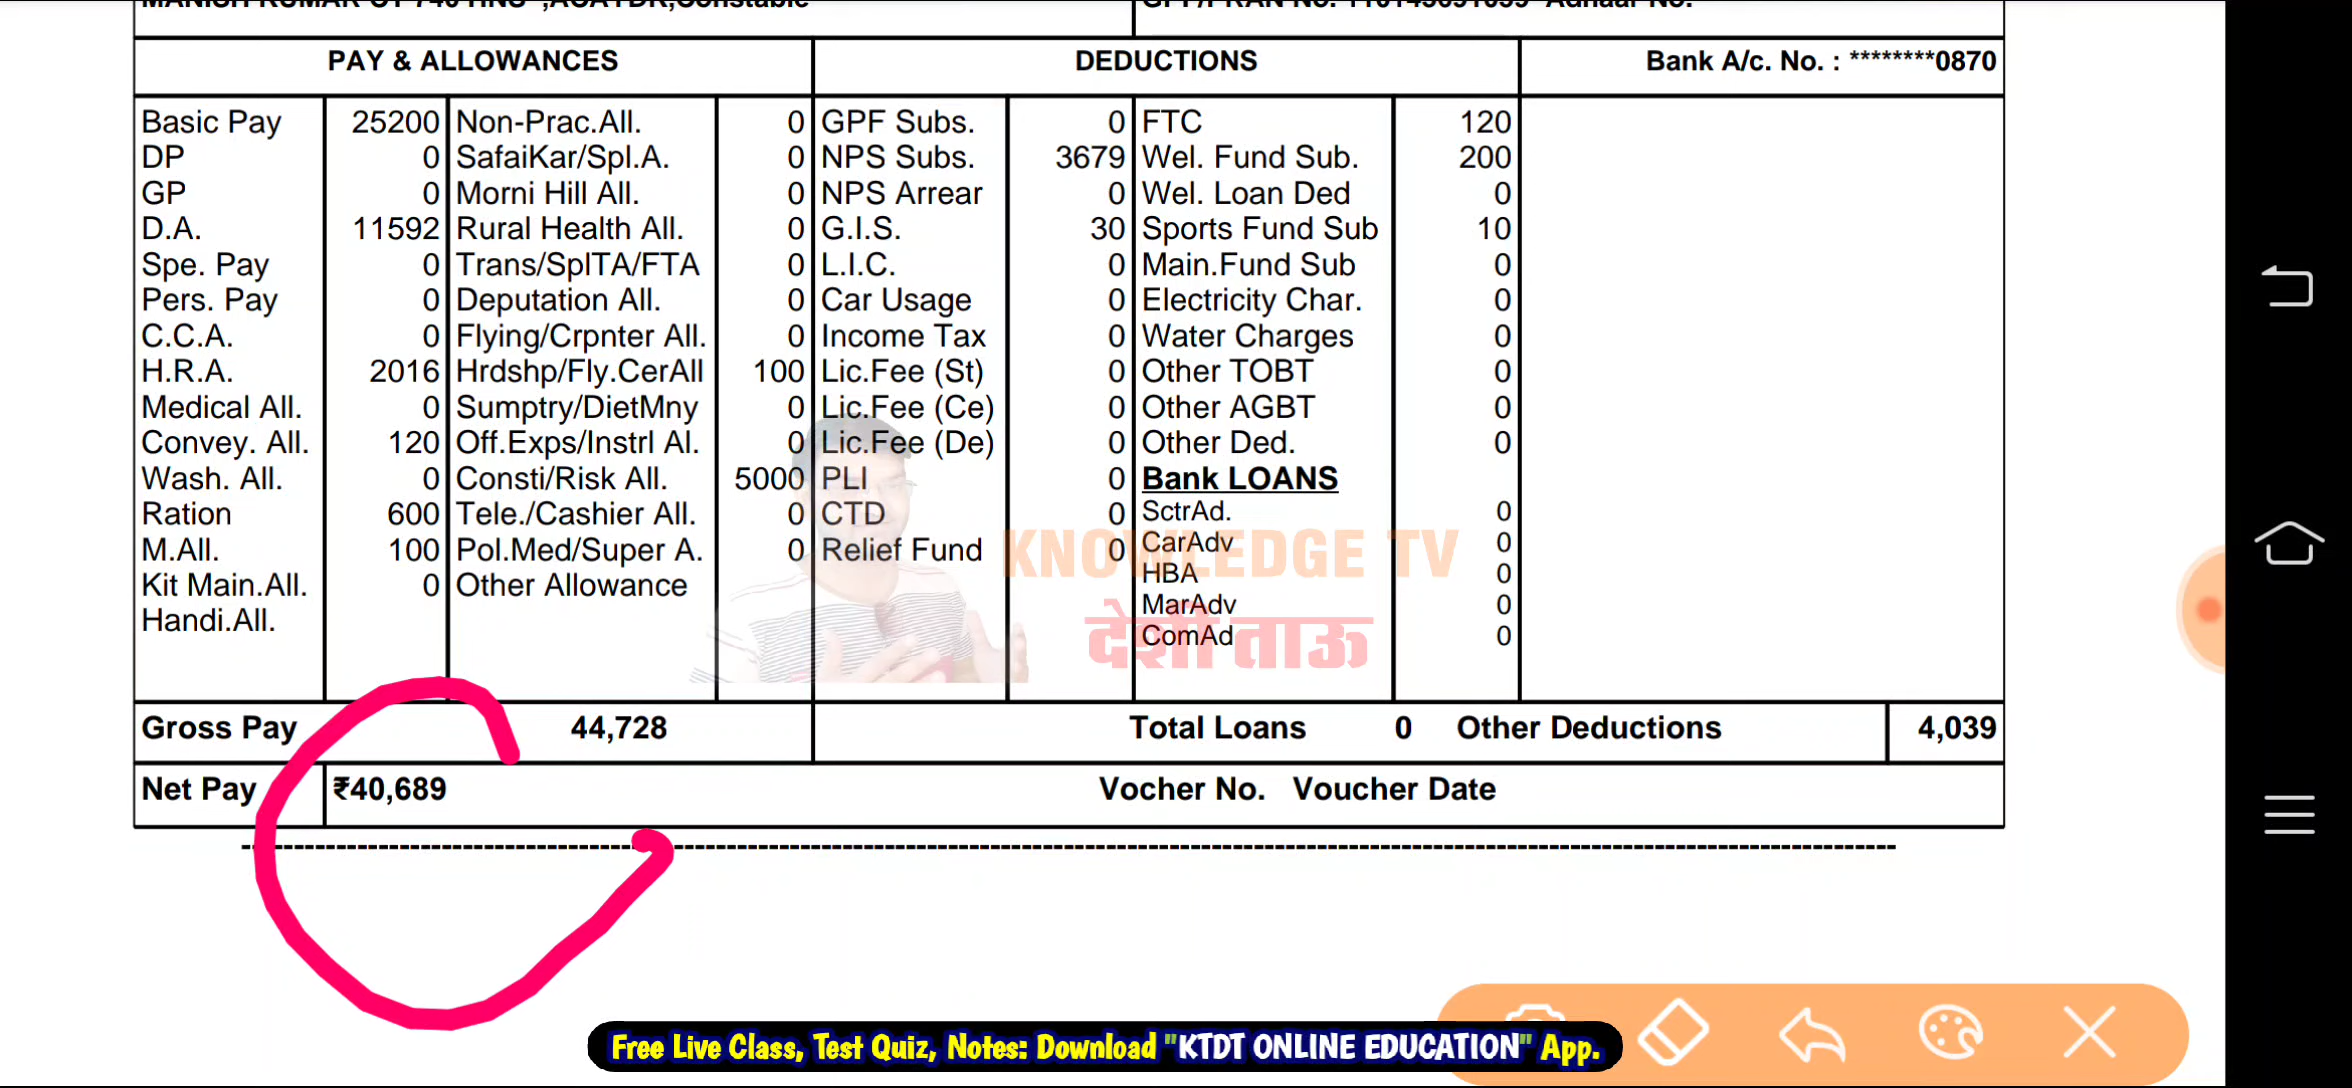 PAY & ALLOWANCES DEDUCTIONS Bank A/c. No. : ********0870
Basic Pay 25200 Non-Prac.All. 0 GPF Subs. 0 FTC 120
DP 0 SafaiKar/Spl.A. 0 NPS Subs. 3679 Wel. Fund Sub. 200
GP 0 Morni Hill All. 0 NPS Arrear 0 Wel. Loan Ded 0
D.A. 11592 Rural Health All. 0 G.I.S. 30 Sports Fund Sub 10
Spe. Pay 0 Trans/SplTA/FTA 0 L.I.C. 0 Main.Fund Sub 0
Pers. Pay 0 Deputation All. 0 Car Usage 0 Electricity Char. 0
C.C.A. 0 Flying/Crpnter All. 0 Income Tax 0 Water Charges 0
H.R.A. 2016 Hrdshp/Fly.CerAll 100 Lic.Fee (St) 0 Other TOBT 0
Medical All. 0 Sumptry/DietMny 0 Lic.Fee (Ce) 0 Other AGBT 0
Convey. All. 120 Off.Exps/Instrl Al. 0 Lic.Fee (De) 0 Other Ded. 0
Wash. All. 0 Consti/Risk All. 5000 PLI 0 Bank LOANS
Ration 600 Tele./Cashier All. 0 CTD 0 SctrAd. 0
M.All. 100 Pol.Med/Super A. 0 Relief Fund 0 CarAdv 0
KNOWLEDGE TV
Kit Main.All. 0 Other Allowance HBA 0
Handi.All. MarAdv 0
देशी ताऊ
ComAd 0
Gross Pay 44,728 Total Loans 0 Other Deductions 4,039
Net Pay ₹40,689 Vocher No. Voucher Date
Free Live Class, Test Quiz, Notes: Download "KTDT ONLINE EDUCATION" App.